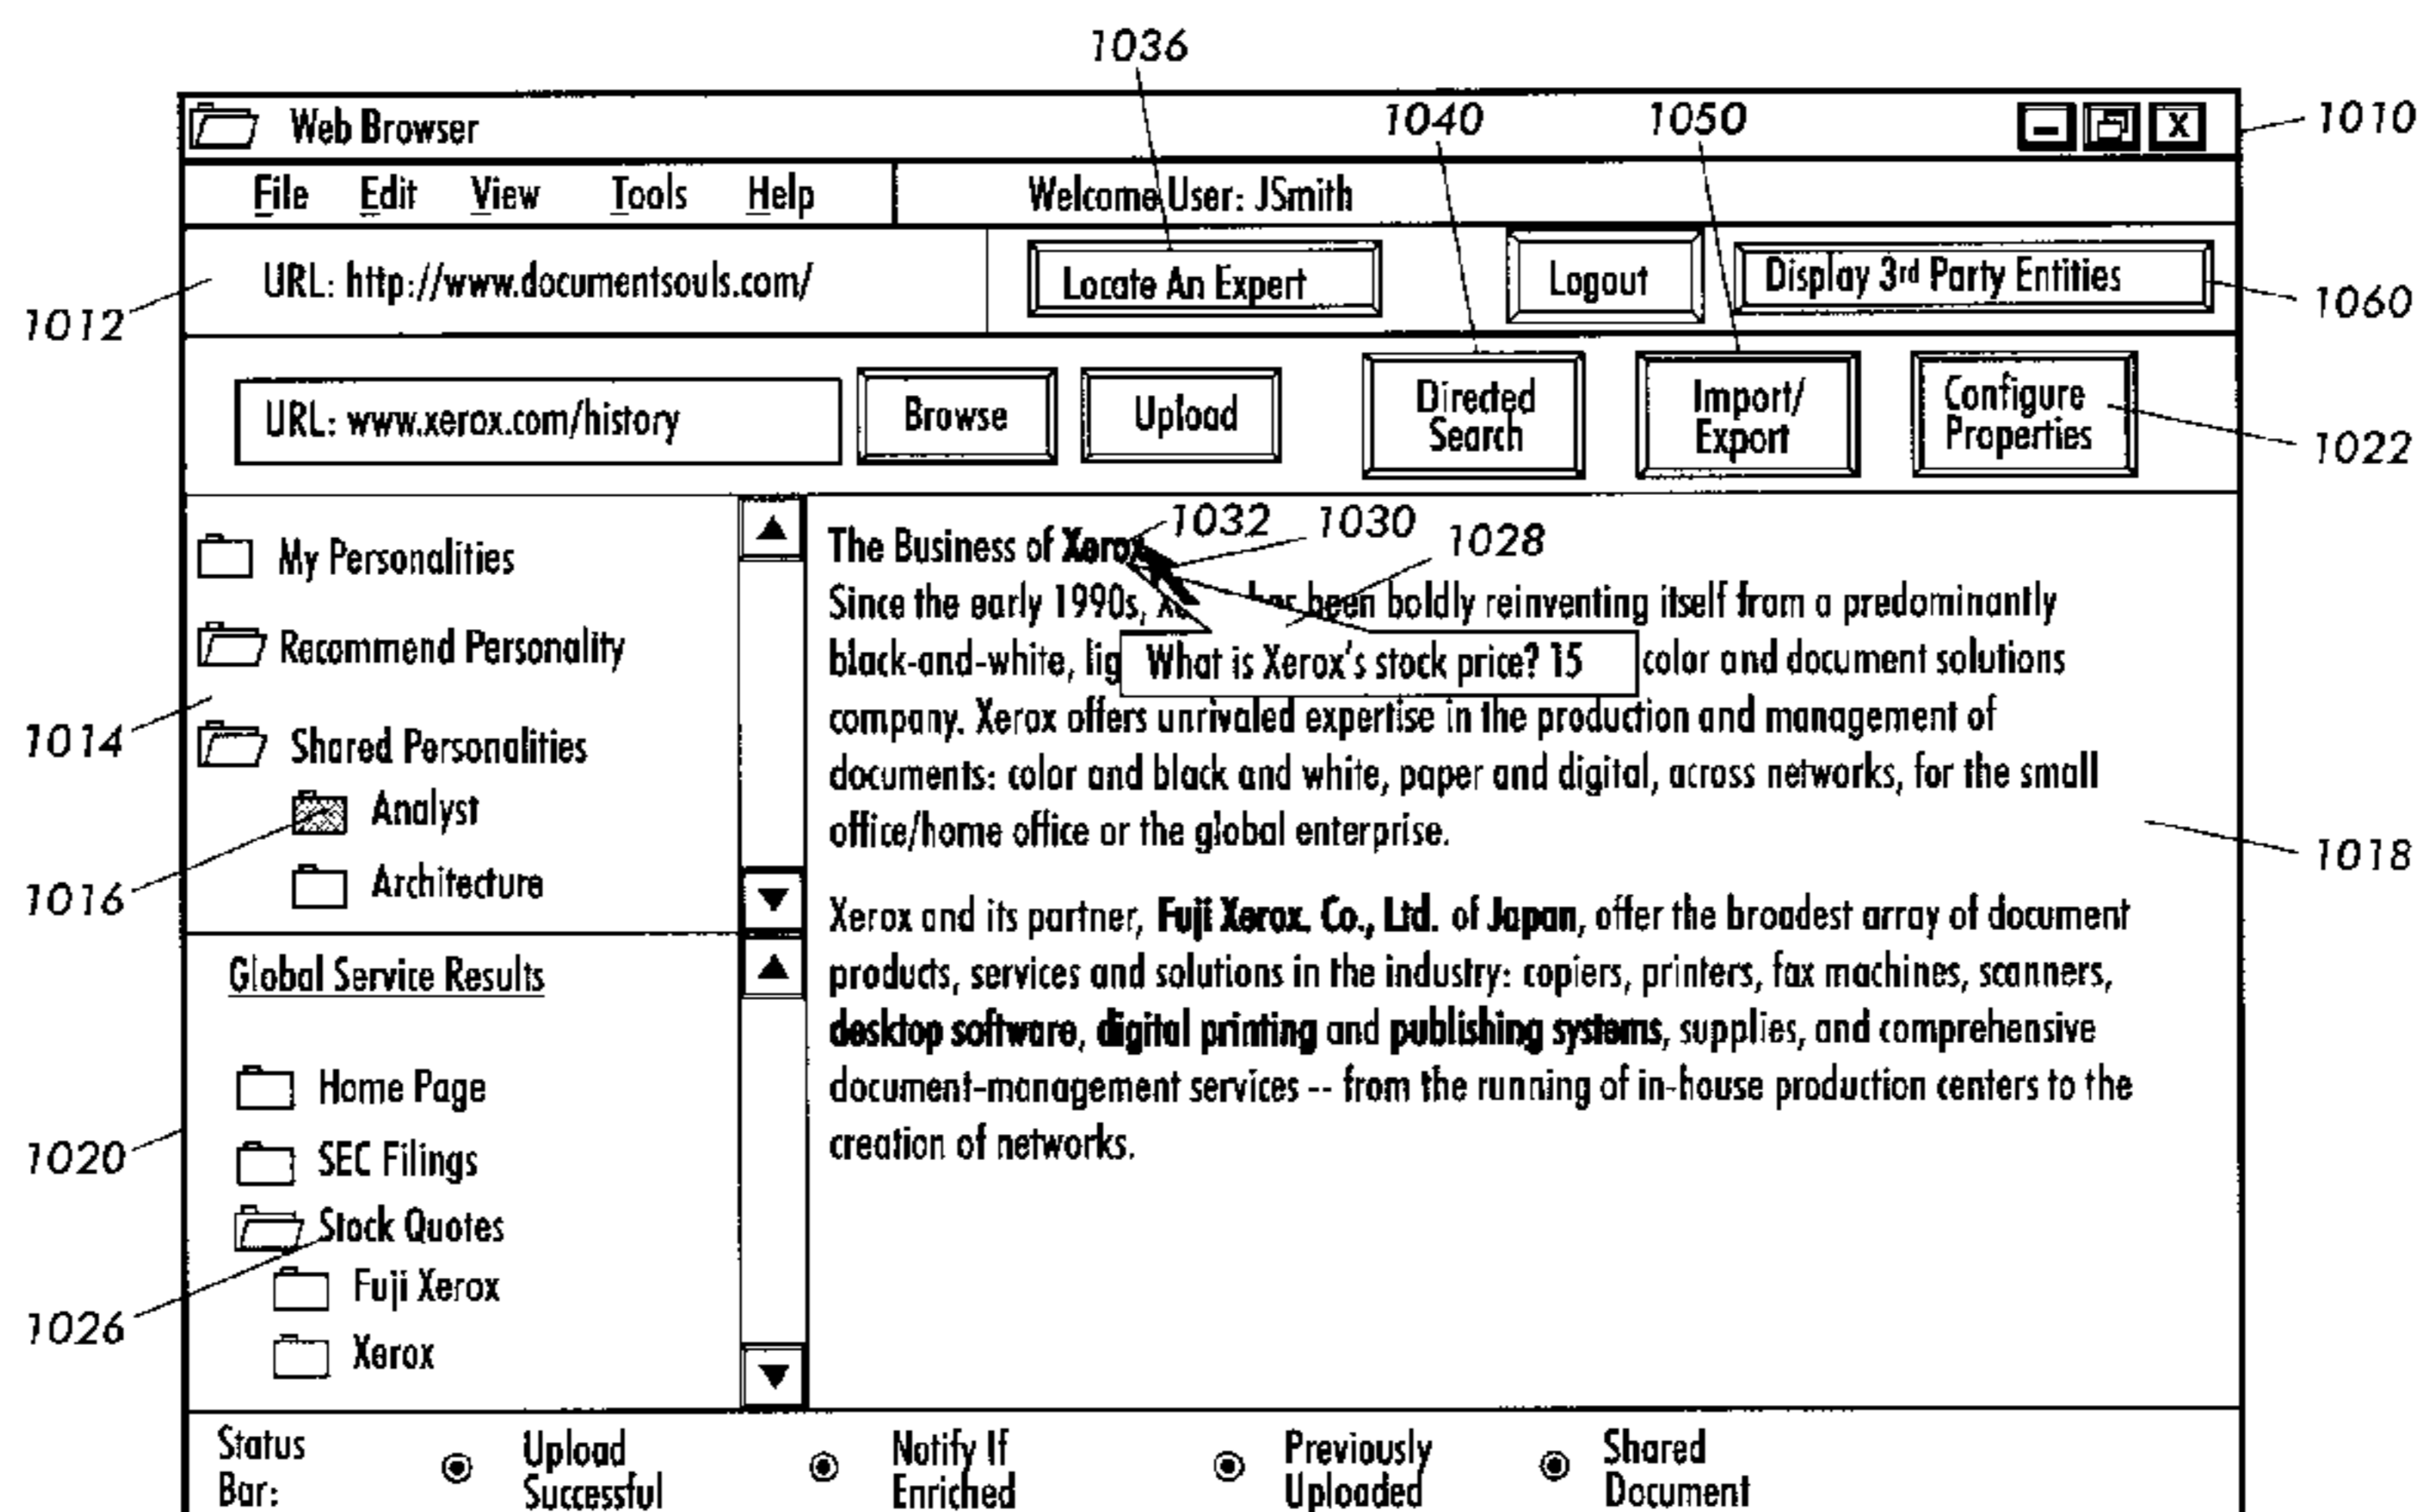 1036
Web Browser
1040
1050
1010
File Edit View Tools Help
Welcome User: JSmith
URL: http://www.documentsouls.com/
Locate An Expert
Logout
Display 3rd Party Entities
1012
1060
URL: www.xerox.com/history
Browse
Upload
Directed
Search
Import/
Export
Configure
Properties
1022
My Personalities
Recommend Personality
1014
Shared Personalities
Analyst
1016
Architecture
1032
1030
1028
The Business of Xerox
Since the early 1990s, has been boldly reinventing itself from a predominantly
black-and-white, lig color and document solutions
What is Xerox's stock price? 15
company. Xerox offers unrivaled expertise in the production and management of
documents: color and black and white, paper and digital, across networks, for the small
office/home office or the global enterprise.
1018
Xerox and its partner, Fuji Xerox. Co., Ltd. of Japan, offer the broadest array of document
products, services and solutions in the industry: copiers, printers, fax machines, scanners,
desktop software, digital printing and publishing systems, supplies, and comprehensive
document-management services -- from the running of in-house production centers to the
creation of networks.
Global Service Results
Home Page
1020
SEC Filings
Stock Quotes
Fuji Xerox
1026
Xerox
Status
Bar:
Upload
Successful
Notify If
Enriched
Previously
Uploaded
Shared
Document